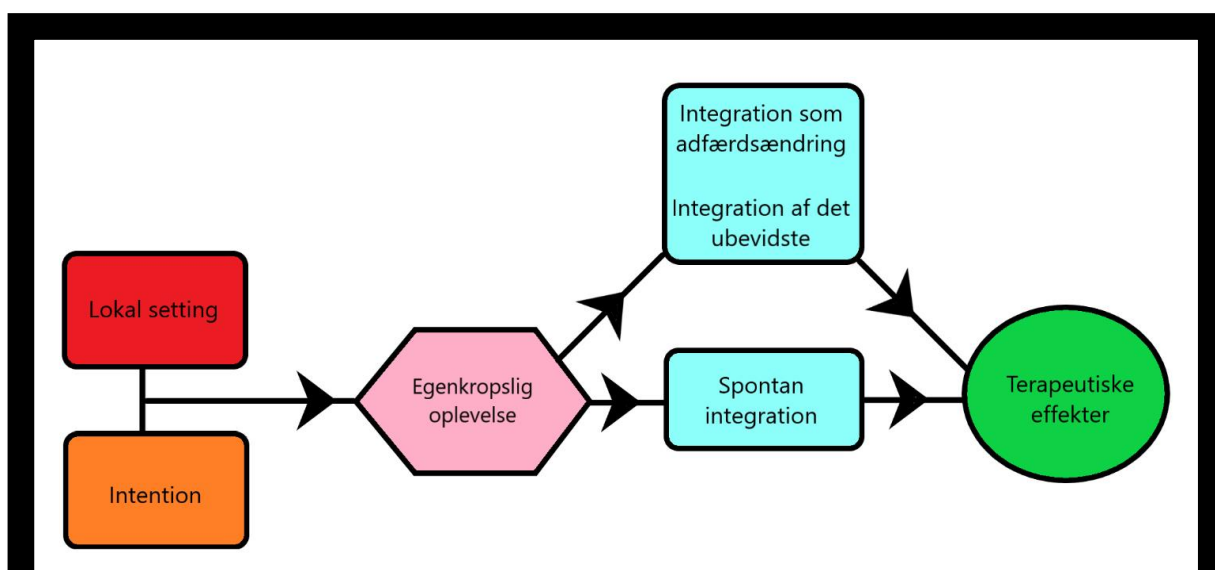 Lokal setting
Intention
Egenkropslig
oplevelse
Integration som
adfærdsændring
Integration af det
ubevidste
Spontan
integration
Terapeutiske
effekter